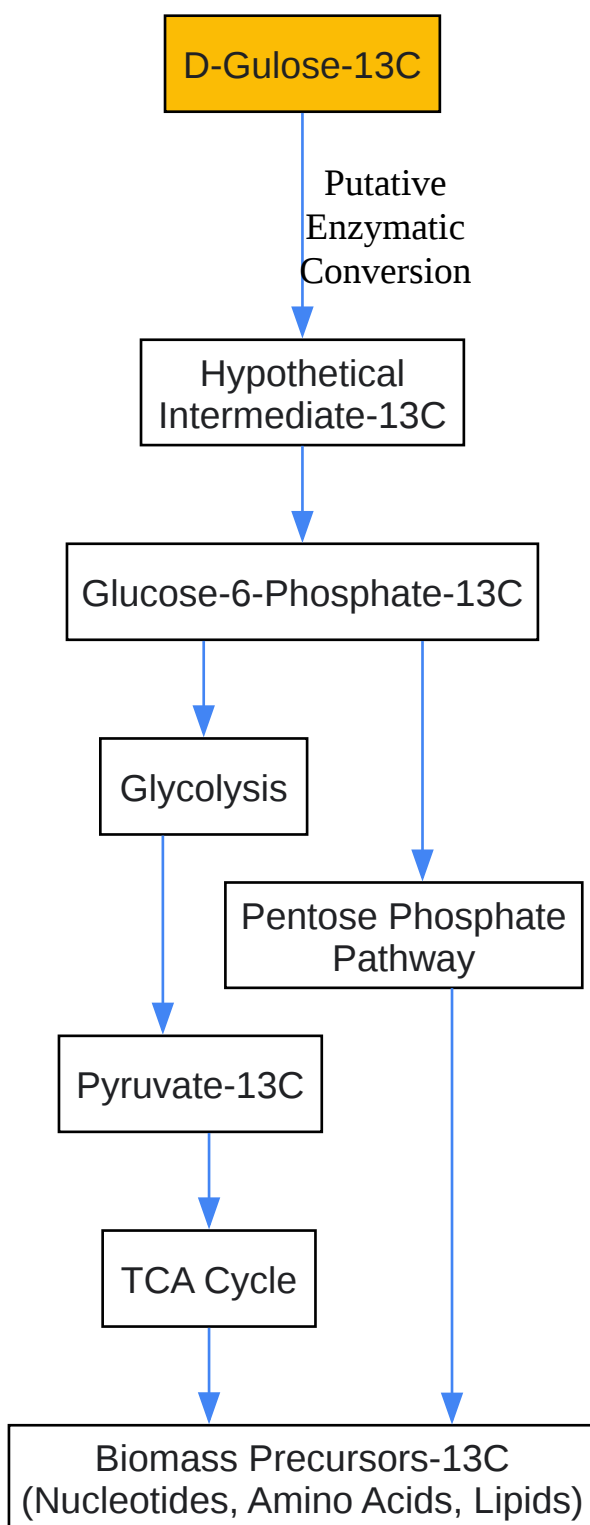 D-Gulose-13C
Putative
Enzymatic
Conversion
Hypothetical
Intermediate-13C
Glucose-6-Phosphate-13C
Glycolysis
Pentose Phosphate
Pathway
Pyruvate-13C
TCA Cycle
Biomass Precursors-13C
(Nucleotides, Amino Acids, Lipids)